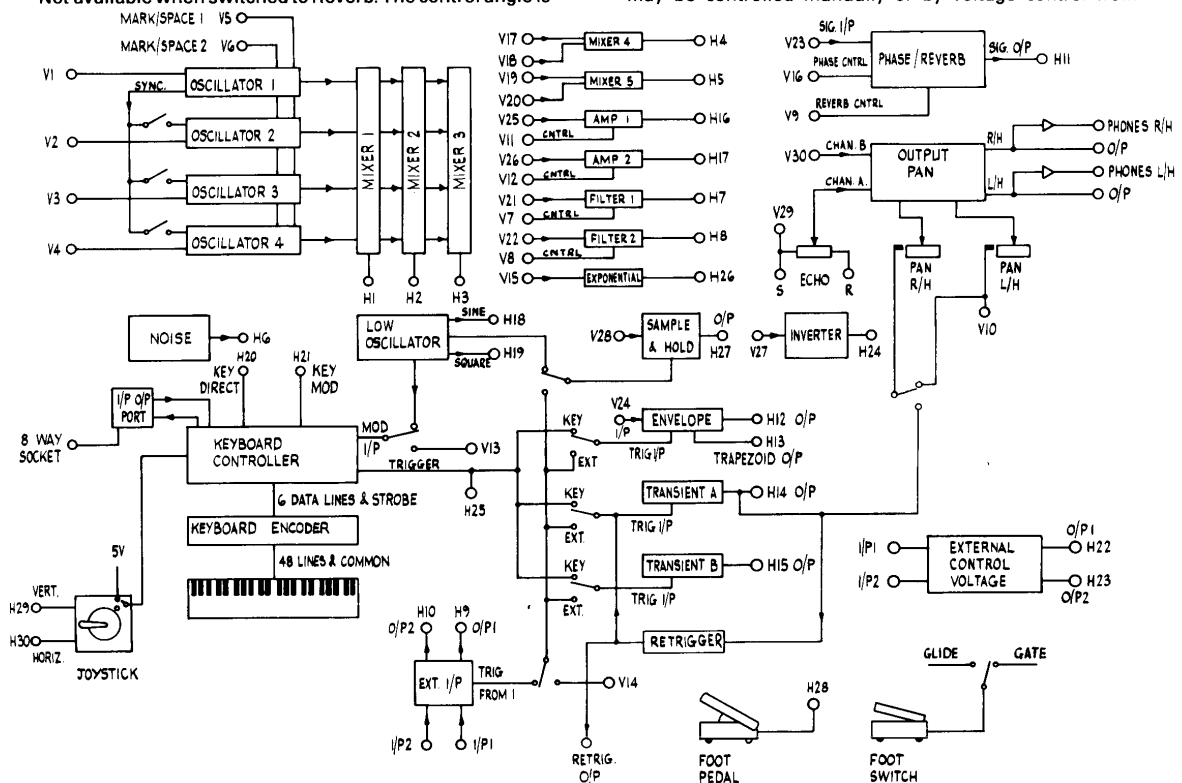 Not available when switched to Reverb. The control angle is
may be controlled manually or by voltage control from
MARK/SPACE 1 V5
MARK/SPACE 2 V6
V1
SYNC.
OSCILLATOR 1
V2
OSCILLATOR 2
V3
OSCILLATOR 3
V4
OSCILLATOR 4
MIXER 1
MIXER 2
MIXER 3
H1
H2
H3
V17
V18
MIXER 4
H4
V19
V20
MIXER 5
H5
V25
V11
CNTRL
AMP 1
H16
V26
V12
CNTRL
AMP 2
H17
V21
V7
CNTRL
FILTER 1
H7
V22
V8
CNTRL
FILTER 2
H8
V15
EXPONENTIAL
H26
V23
SIG. I/P
V16
PHASE CNTRL
V9
REVERB CNTRL
PHASE/REVERB
SIG. O/P
H11
V30
CHAN. B
CHAN. A.
OUTPUT
PAN
R/H
PHONES R/H
O/P
L/H
PHONES L/H
O/P
V29
S
ECHO
R
PAN
R/H
PAN
L/H
V10
NOISE
H6
LOW
OSCILLATOR
SINE
H18
SQUARE
H19
V28
SAMPLE
& HOLD
O/P
H27
V27
INVERTER
H24
H20
KEY
DIRECT
H21
KEY
MOD
I/P O/P
PORT
8 WAY
SOCKET
KEYBOARD
CONTROLLER
MOD
I/P
V13
TRIGGER
H25
6 DATA LINES & STROBE
KEYBOARD ENCODER
48 LINES & COMMON
5V
VERT.
H29
H30
HORIZ.
JOYSTICK
KEY
EXT
V24
I/P
ENVELOPE
TRIG I/P
H12 O/P
H13
TRAPEZOID O/P
KEY
EXT.
TRANSIENT A
TRIG I/P
H14 O/P
KEY
EXT.
TRANSIENT B
TRIG I/P
H15 O/P
RETRIGGER
RETRIG.
O/P
H10
O/P2
H9
O/P1
EXT. I/P
TRIG
FROM 1
V14
I/P2
I/P1
I/P1
I/P2
EXTERNAL
CONTROL
VOLTAGE
O/P1
H22
H23
O/P2
H28
FOOT
PEDAL
GLIDE
GATE
FOOT
SWITCH